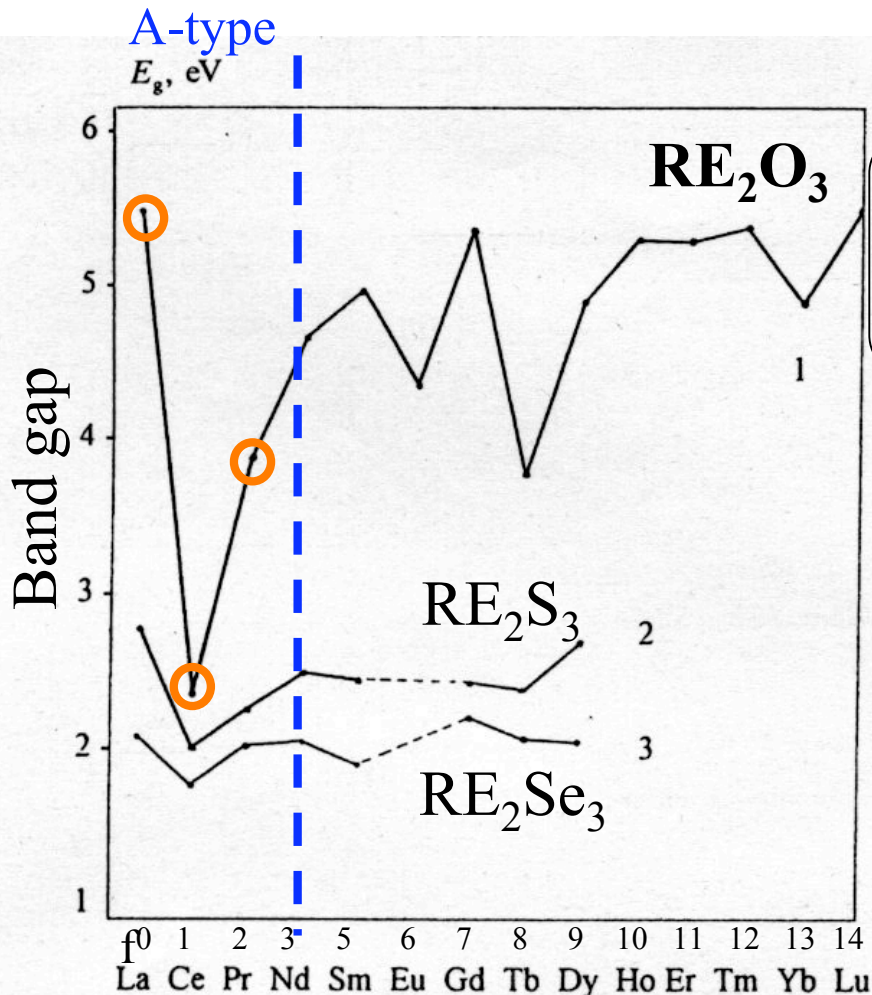 A-type
E_g, eV
6
RE₂O₃
5
1
4
Band gap
3
RE₂S₃
2
2
3
RE₂Se₃
1
f⁰ 1 2 3 5 6 7 8 9 10 11 12 13 14
La Ce Pr Nd Sm Eu Gd Tb Dy Ho Er Tm Yb Lu